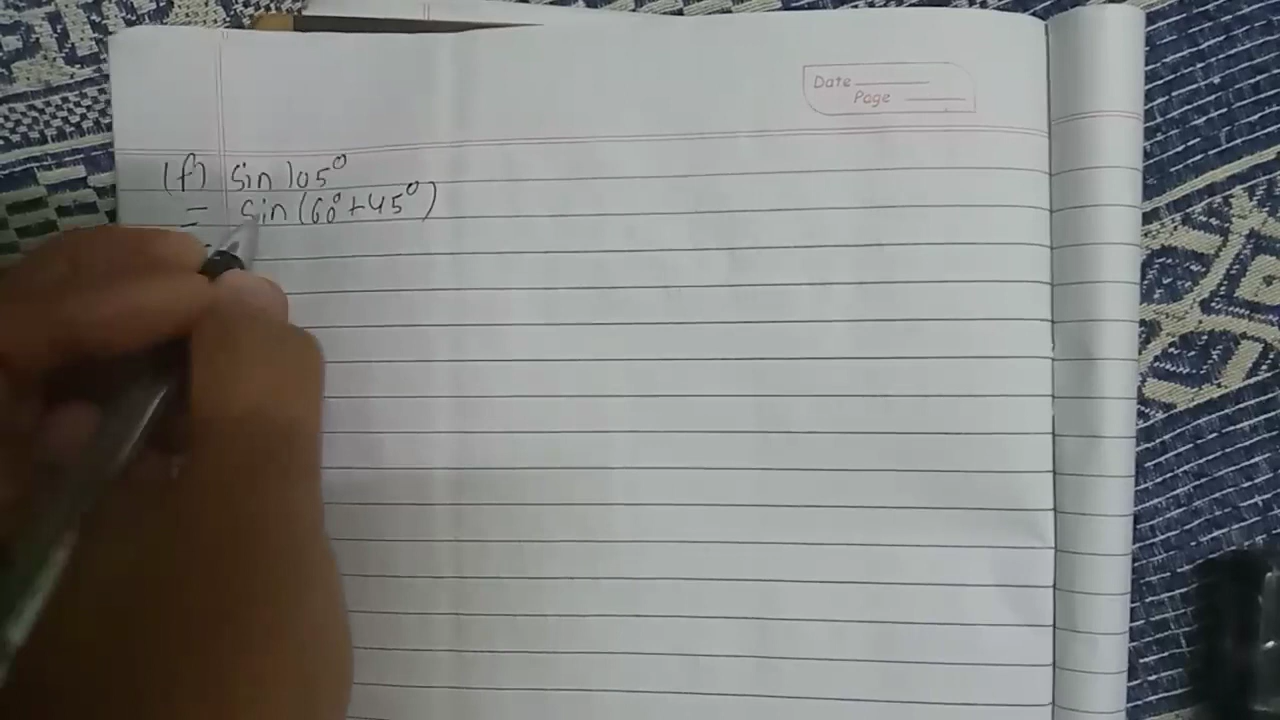 Date
Page
(f) sin 105°
= sin(60°+45°)